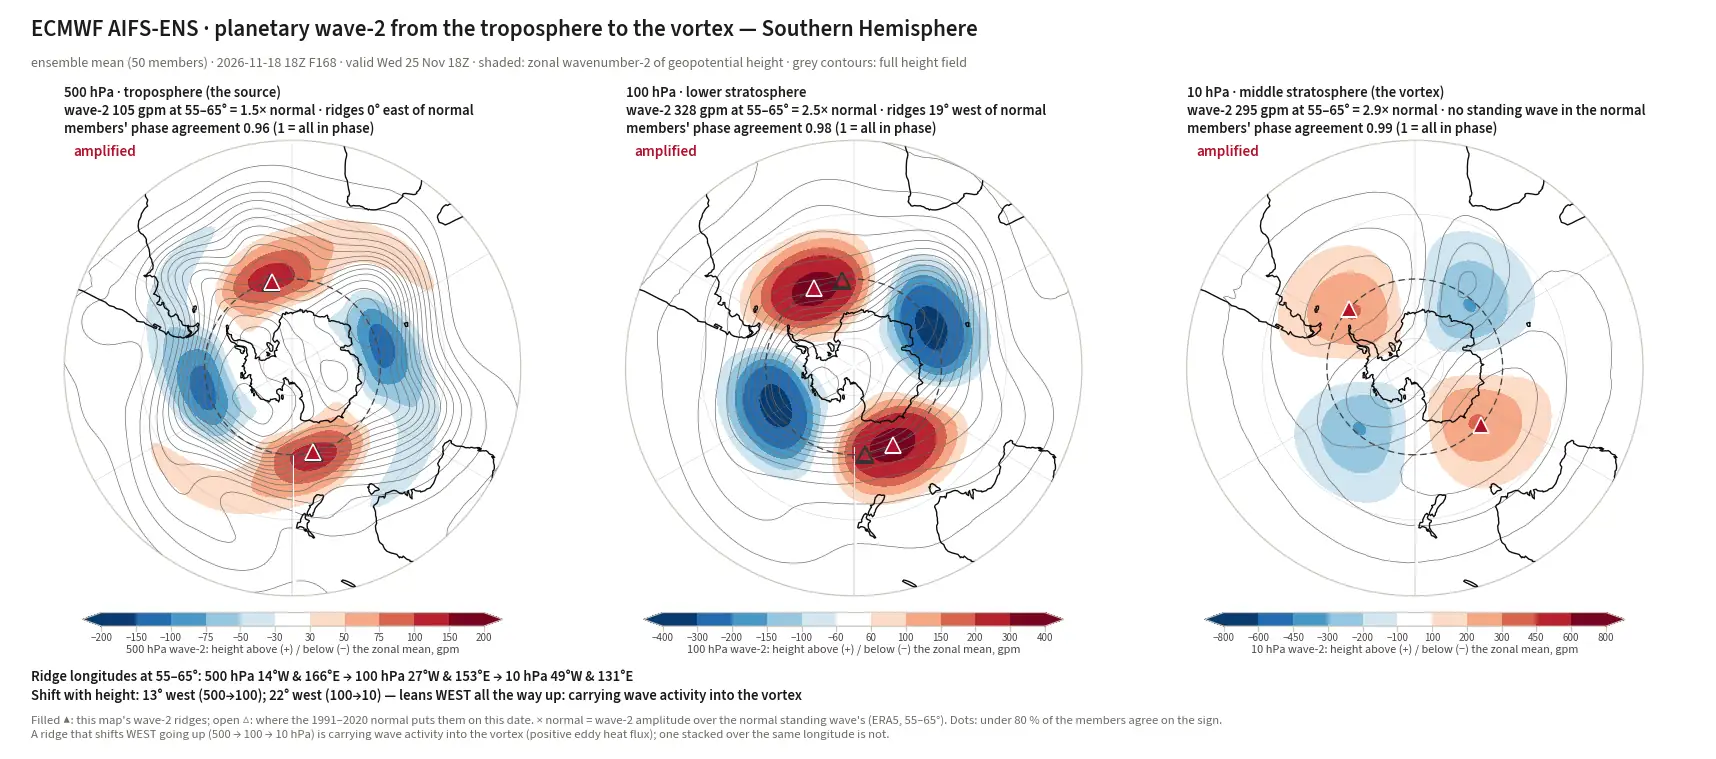 ECMWF AIFS-ENS · planetary wave-2 from the troposphere to the vortex — Southern Hemisphere
ensemble mean (50 members) · 2026-11-18 18Z F168 · valid Wed 25 Nov 18Z · shaded: zonal wavenumber-2 of geopotential height · grey contours: full height field
500 hPa · troposphere (the source)
wave-2 105 gpm at 55–65° = 1.5× normal · ridges 0° east of normal
members' phase agreement 0.96 (1 = all in phase)
amplified
100 hPa · lower stratosphere
wave-2 328 gpm at 55–65° = 2.5× normal · ridges 19° west of normal
members' phase agreement 0.98 (1 = all in phase)
amplified
10 hPa · middle stratosphere (the vortex)
wave-2 295 gpm at 55–65° = 2.9× normal · no standing wave in the normal
members' phase agreement 0.99 (1 = all in phase)
amplified
−200 −150 −100 −75 −50 −30 30 50 75 100 150 200
500 hPa wave-2: height above (+) / below (−) the zonal mean, gpm
−400 −300 −200 −150 −100 −60 60 100 150 200 300 400
100 hPa wave-2: height above (+) / below (−) the zonal mean, gpm
−800 −600 −450 −300 −200 −100 100 200 300 450 600 800
10 hPa wave-2: height above (+) / below (−) the zonal mean, gpm
Ridge longitudes at 55–65°: 500 hPa 14°W & 166°E → 100 hPa 27°W & 153°E → 10 hPa 49°W & 131°E
Shift with height: 13° west (500→100); 22° west (100→10) — leans WEST all the way up: carrying wave activity into the vortex
Filled ▲: this map's wave-2 ridges; open △: where the 1991–2020 normal puts them on this date. × normal = wave-2 amplitude over the normal standing wave's (ERA5, 55–65°). Dots: under 80 % of the members agree on the sign.
A ridge that shifts WEST going up (500 → 100 → 10 hPa) is carrying wave activity into the vortex (positive eddy heat flux); one stacked over the same longitude is not.